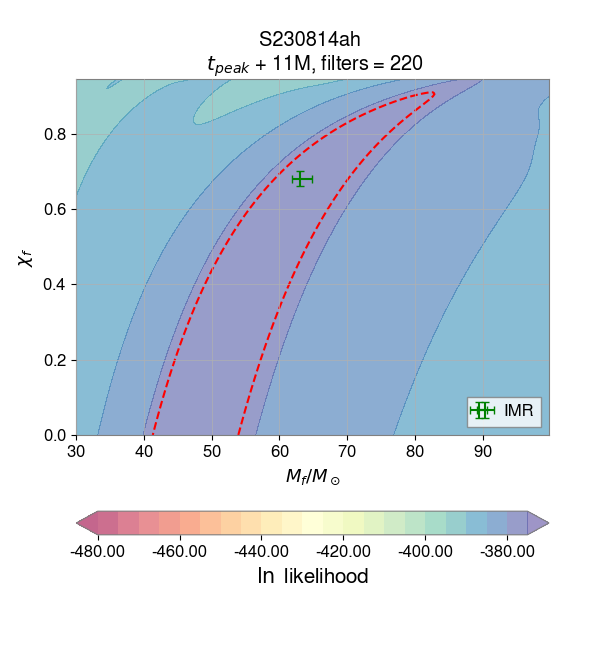 S230814ah
t_peak + 11M, filters = 220
0.8
0.6
0.4
0.2
0.0
χ_f
30 40 50 60 70 80 90
M_f/M_⊙
IMR
-480.00 -460.00 -440.00 -420.00 -400.00 -380.00
ln likelihood